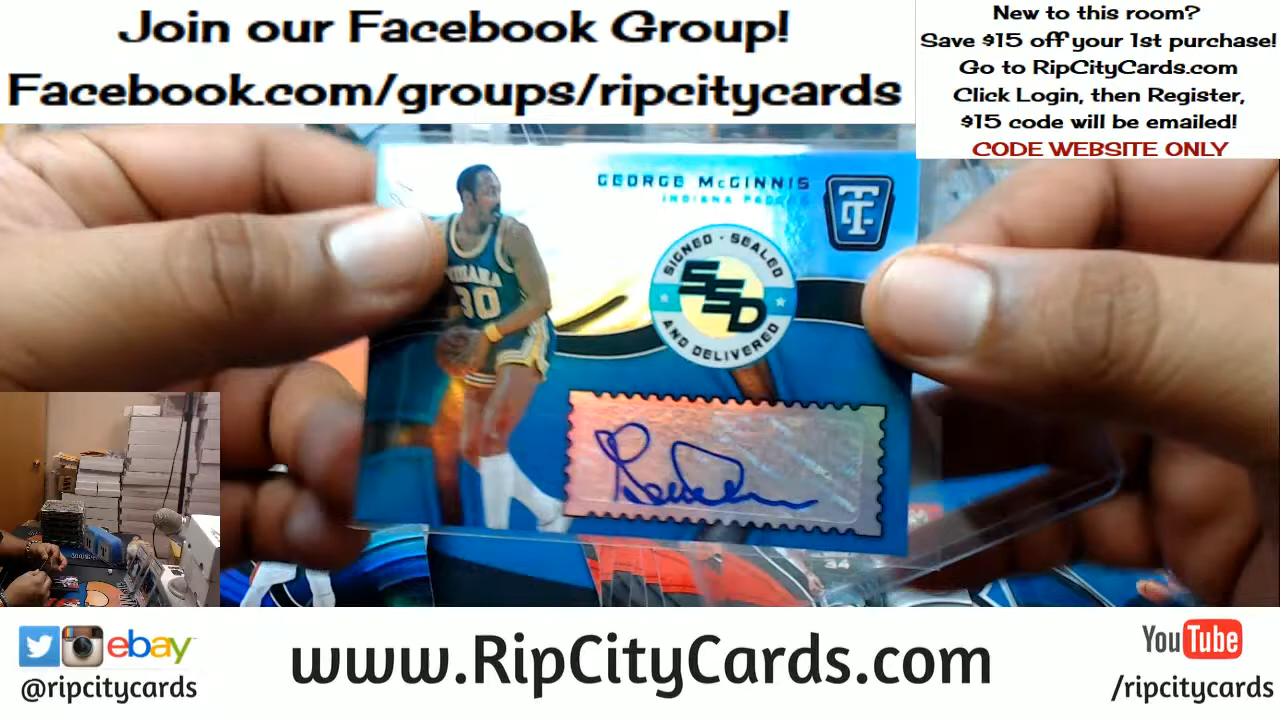 Join our Facebook Group!
Facebook.com/groups/ripcitycards
New to this room?
Save $15 off your 1st purchase!
Go to RipCityCards.com
Click Login, then Register,
$15 code will be emailed!
CODE WEBSITE ONLY
GEORGE McGINNIS
INDIANA PACERS
TC
SIGNED · SEALED
SSD
AND DELIVERED
INDIANA
30
34
ebay
@ripcitycards
www.RipCityCards.com
YouTube
/ripcitycards